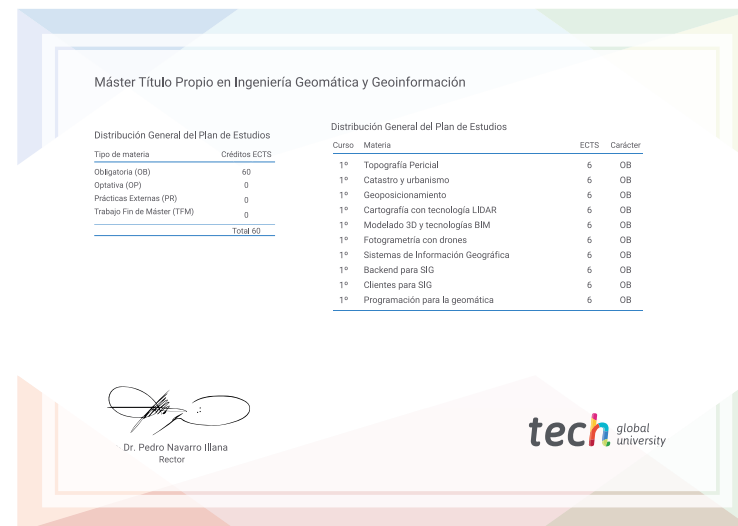 Máster Título Propio en Ingeniería Geomática y Geoinformación
Distribución General del Plan de Estudios
Tipo de materia Créditos ECTS
Obligatoria (OB) 60
Optativa (OP) 0
Prácticas Externas (PR) 0
Trabajo Fin de Máster (TFM) 0
Total 60
Distribución General del Plan de Estudios
Curso Materia ECTS Carácter
1º Topografía Pericial 6 OB
1º Catastro y urbanismo 6 OB
1º Geoposicionamiento 6 OB
1º Cartografía con tecnología LIDAR 6 OB
1º Modelado 3D y tecnologías BIM 6 OB
1º Fotogrametría con drones 6 OB
1º Sistemas de Información Geográfica 6 OB
1º Backend para SIG 6 OB
1º Clientes para SIG 6 OB
1º Programación para la geomática 6 OB
Dr. Pedro Navarro Illana
Rector
tech global university